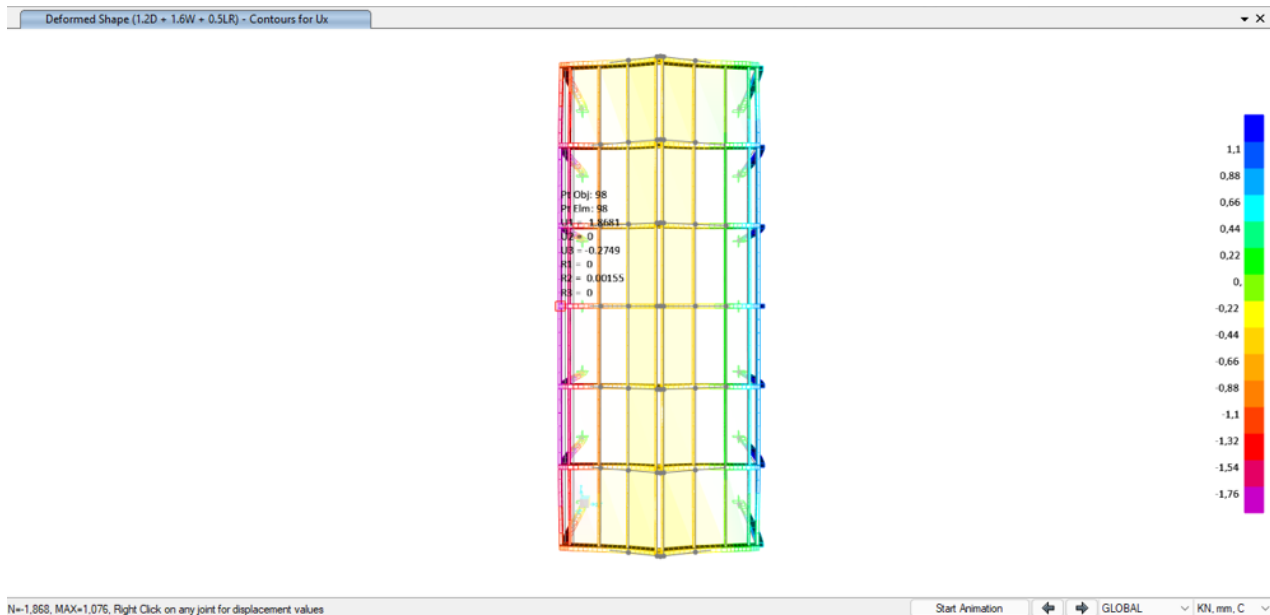 Deformed Shape (1.2D + 1.6W + 0.5LR) - Contours for Ux
Pt Obj: 98
Pt Elm: 98
U1 = -1.8681
U2 = 0
U3 = -0.2749
R1 = 0
R2 = 0.00155
R3 = 0
1,1
0,88
0,66
0,44
0,22
0,
-0,22
-0,44
-0,66
-0,88
-1,1
-1,32
-1,54
-1,76
N=-1,868, MAX=1,076, Right Click on any joint for displacement values
Start Animation
GLOBAL
KN, mm, C